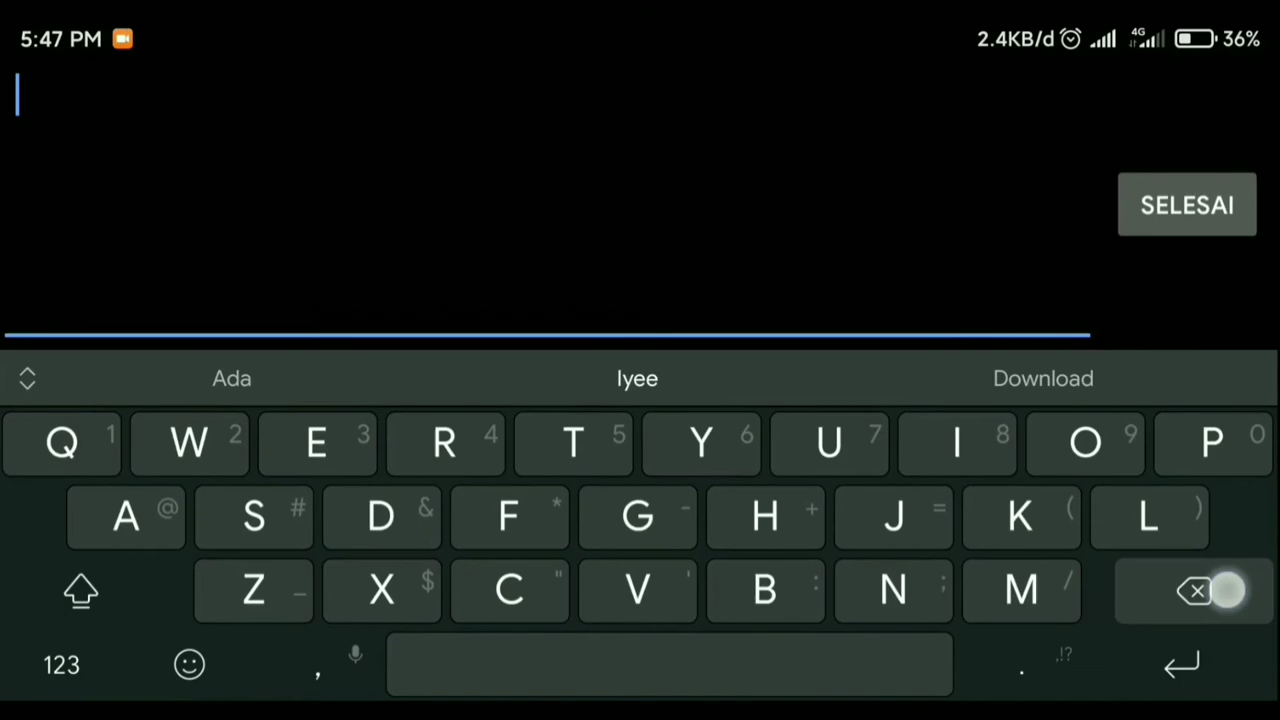 5:47 PM 2.4KB/d 4G 36%
SELESAI
Ada Iyee Download
Q 1 W 2 E 3 R 4 T 5 Y 6 U 7 I 8 O 9 P 0
A @ S # D & F * G - H + J = K ( L )
Z _ X $ C " V ' B : N ; M /
123 , . ,!?